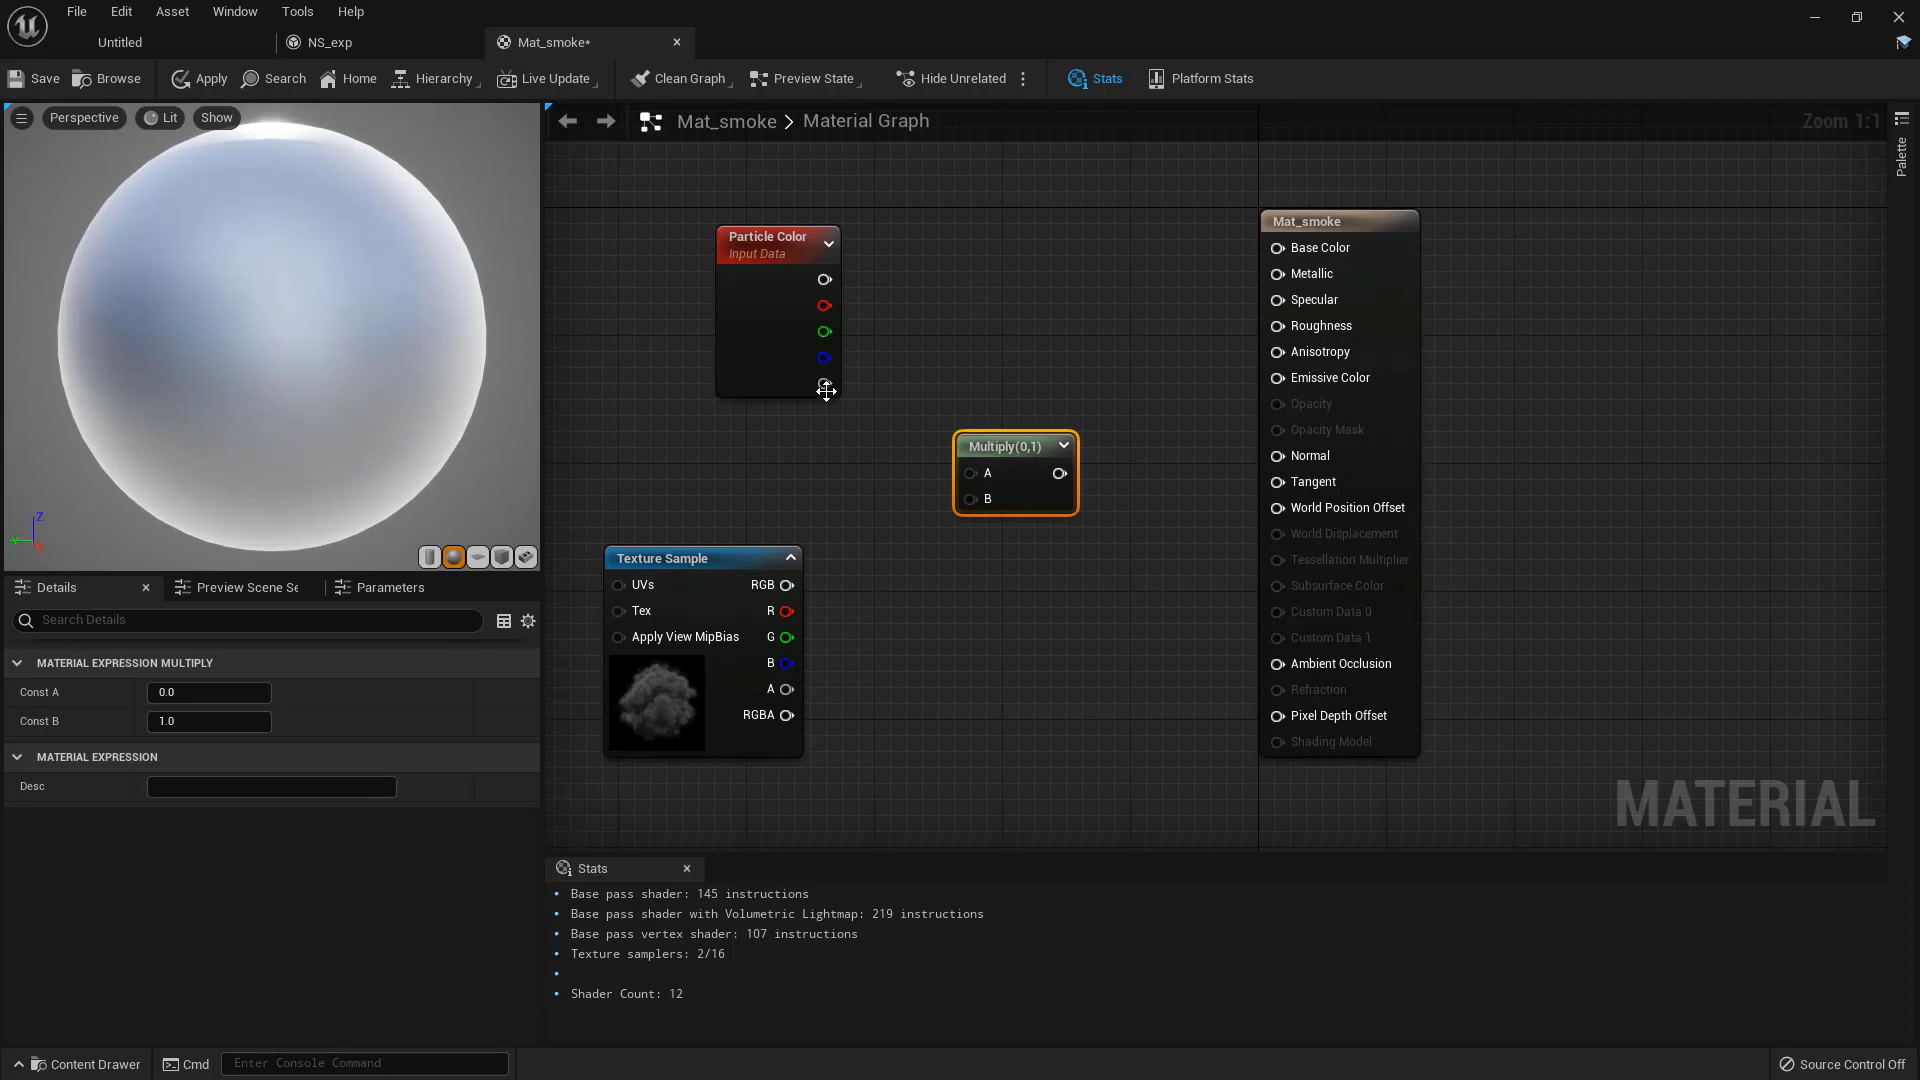 File Edit Asset Window Tools Help
Untitled NS_exp Mat_smoke*
Save Browse Apply Search Home Hierarchy Live Update Clean Graph Preview State Hide Unrelated Stats Platform Stats
Perspective Lit Show
Mat_smoke > Material Graph
Zoom 1:1
Palette
Particle Color
Input Data
Multiply(0,1)
A
B
Texture Sample
UVs RGB
Tex R
Apply View MipBias G
B
A
RGBA
Mat_smoke
Base Color
Metallic
Specular
Roughness
Anisotropy
Emissive Color
Opacity
Opacity Mask
Normal
Tangent
World Position Offset
World Displacement
Tessellation Multiplier
Subsurface Color
Custom Data 0
Custom Data 1
Ambient Occlusion
Refraction
Pixel Depth Offset
Shading Model
MATERIAL
Z
Y
X
Details Preview Scene Se Parameters
Search Details
MATERIAL EXPRESSION MULTIPLY
Const A 0.0
Const B 1.0
MATERIAL EXPRESSION
Desc
Stats
Base pass shader: 145 instructions
Base pass shader with Volumetric Lightmap: 219 instructions
Base pass vertex shader: 107 instructions
Texture samplers: 2/16
Shader Count: 12
Content Drawer Cmd Enter Console Command Source Control Off